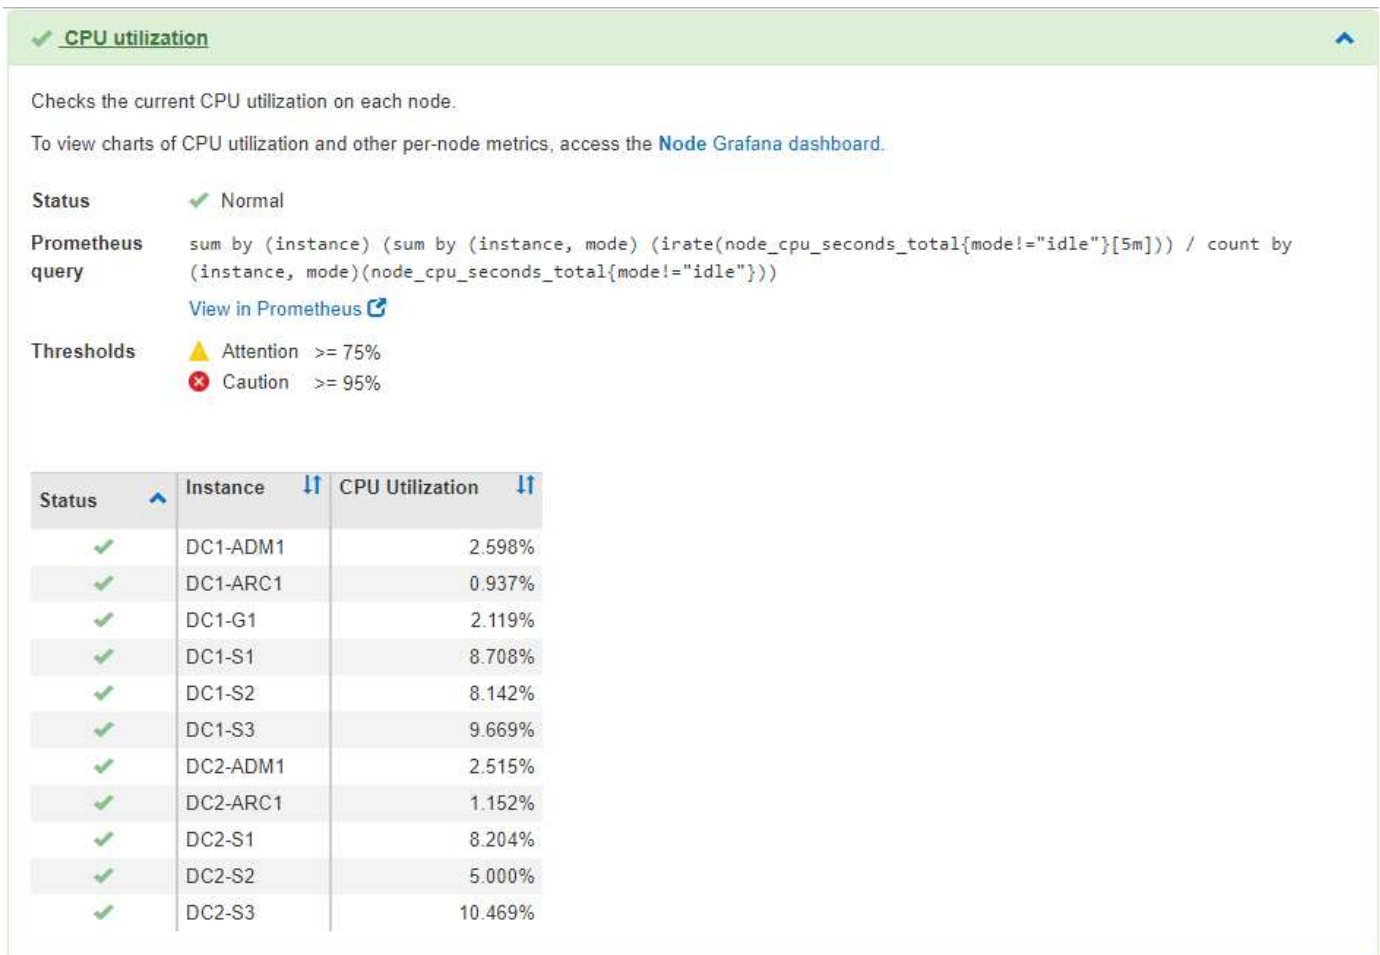 CPU utilization
Checks the current CPU utilization on each node.
To view charts of CPU utilization and other per-node metrics, access the Node Grafana dashboard.
Status Normal
Prometheus query sum by (instance) (sum by (instance, mode) (irate(node_cpu_seconds_total{mode!="idle"}[5m])) / count by
(instance, mode)(node_cpu_seconds_total{mode!="idle"}))
View in Prometheus
Thresholds Attention >= 75%
Caution >= 95%
Status Instance CPU Utilization
DC1-ADM1 2.598%
DC1-ARC1 0.937%
DC1-G1 2.119%
DC1-S1 8.708%
DC1-S2 8.142%
DC1-S3 9.669%
DC2-ADM1 2.515%
DC2-ARC1 1.152%
DC2-S1 8.204%
DC2-S2 5.000%
DC2-S3 10.469%